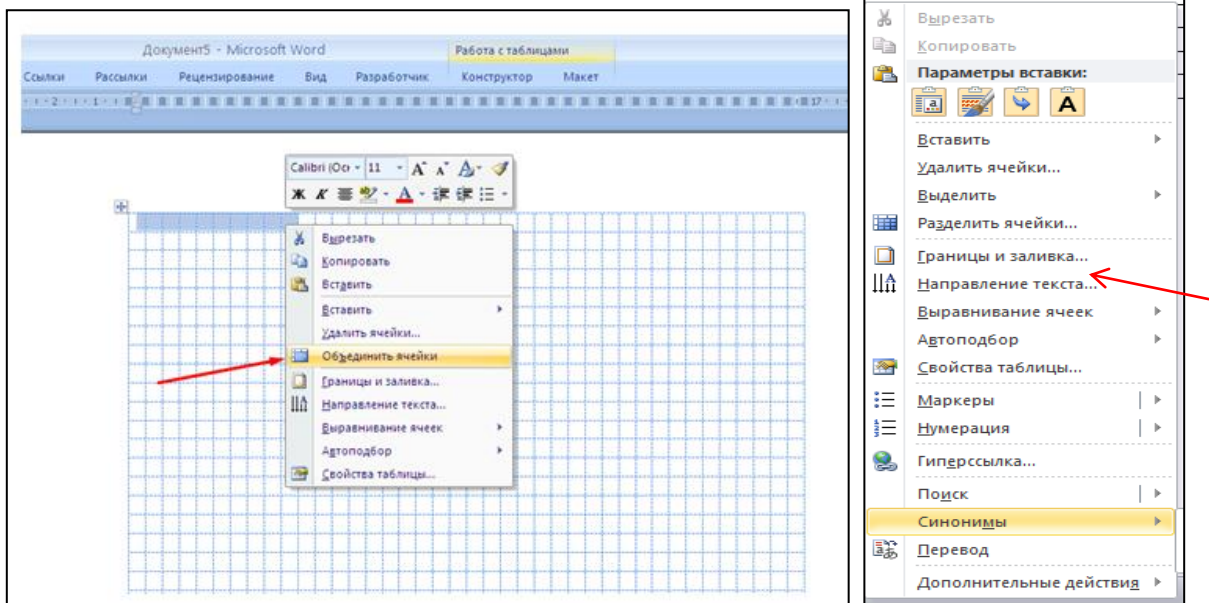 Документ5 - Microsoft Word
Работа с таблицами
Ссылки Рассылки Рецензирование Вид Разработчик Конструктор Макет
2 1 17
Calibri (Осн 11 А А А
Ж К А
Вырезать
Копировать
Вставить
Вставить
Удалить ячейки...
Объединить ячейки
Границы и заливка...
Направление текста...
Выравнивание ячеек
Автоподбор
Свойства таблицы...
Вырезать
Копировать
Параметры вставки:
a A
Вставить
Удалить ячейки...
Выделить
Разделить ячейки...
Границы и заливка...
Направление текста...
Выравнивание ячеек
Автоподбор
Свойства таблицы...
Маркеры
Нумерация
Гиперссылка...
Поиск
Синонимы
Перевод
Дополнительные действия